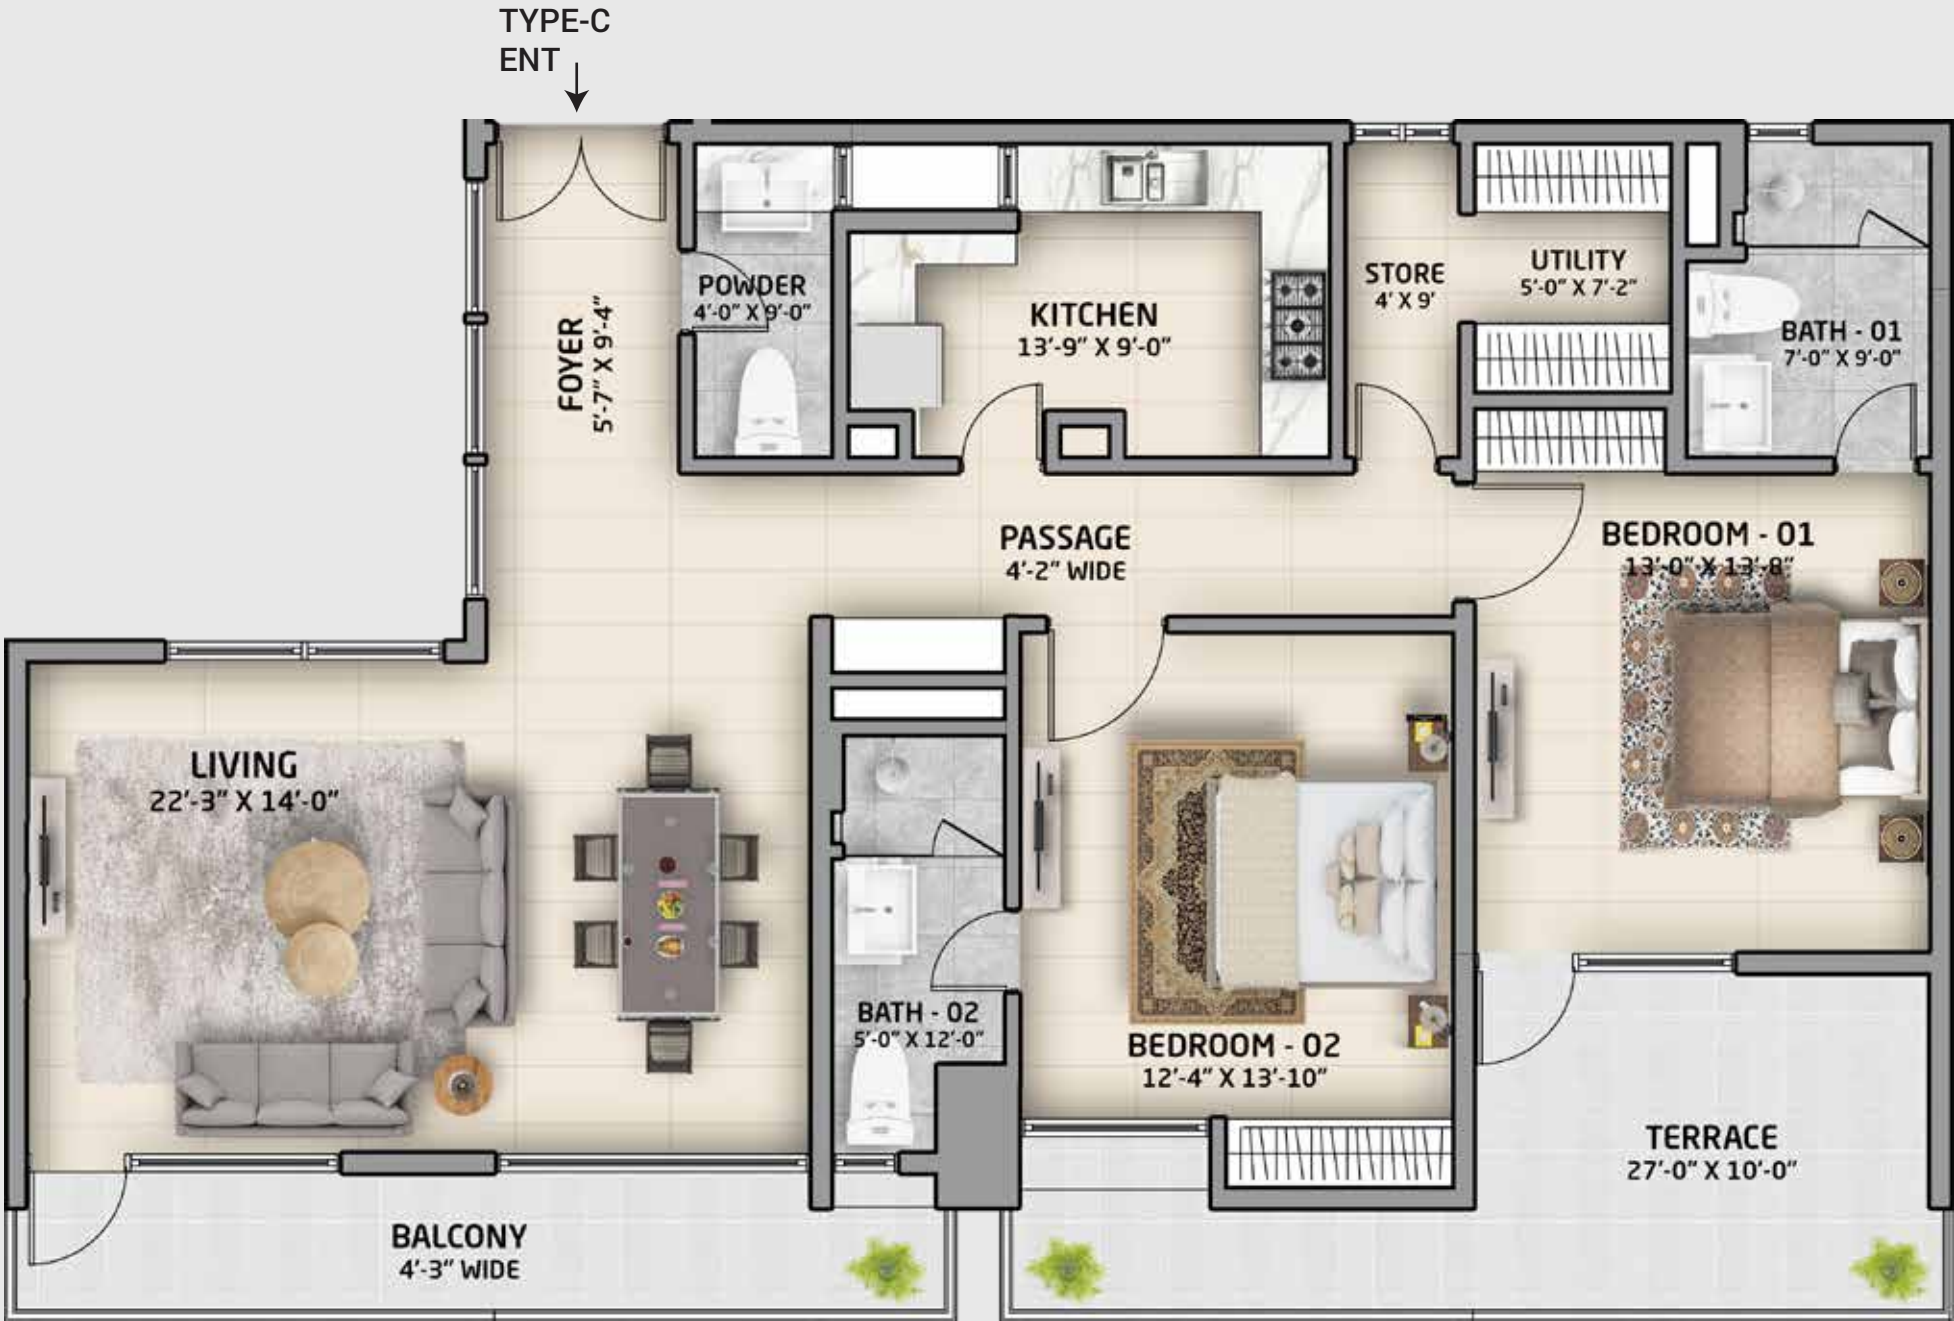 TYPE-C
ENT
FOYER
5'-7" X 9'-4"
POWDER
4'-0" X 9'-0"
KITCHEN
13'-9" X 9'-0"
STORE
4' X 9'
UTILITY
5'-0" X 7'-2"
BATH - 01
7'-0" X 9'-0"
PASSAGE
4'-2" WIDE
BEDROOM - 01
13'-0" X 13'-8"
LIVING
22'-3" X 14'-0"
BATH - 02
5'-0" X 12'-0"
BEDROOM - 02
12'-4" X 13'-10"
TERRACE
27'-0" X 10'-0"
BALCONY
4'-3" WIDE